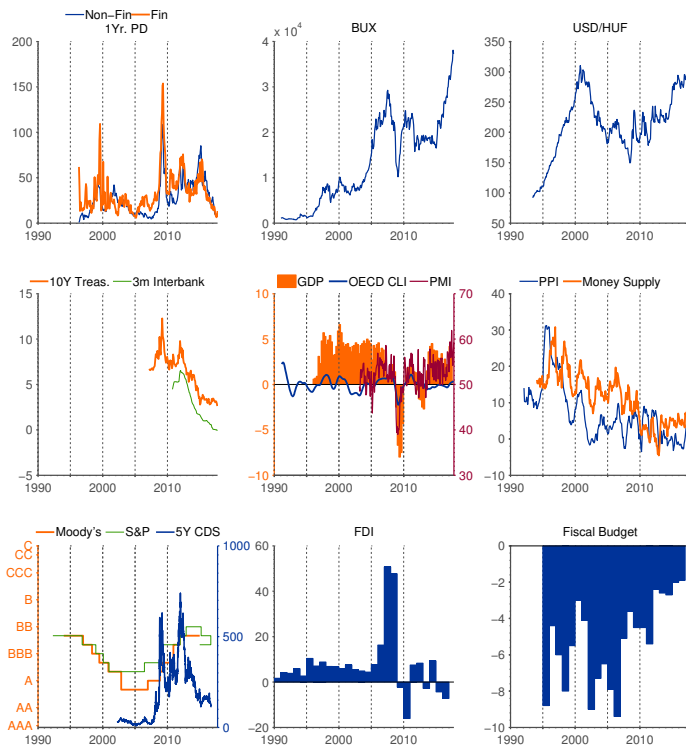 Non−Fin Fin
1Yr. PD
200
150
100
50
0
1990 2000 2010
BUX
4 x 10⁴
3
2
1
0
1990 2000 2010
USD/HUF
350
300
250
200
150
100
50
1990 2000 2010
10Y Treas. 3m Interbank
15
10
5
0
−5
1990 2000 2010
GDP OECD CLI PMI
10 70
5 60
0 50
−5 40
−10 30
1990 2000 2010
PPI Money Supply
40
30
20
10
0
−10
1990 2000 2010
Moody's S&P 5Y CDS
C 1000
CC
CCC
B
BB 500
BBB
A
AA
AAA 0
1990 2000 2010
FDI
60
40
20
0
−20
1990 2000 2010
Fiscal Budget
0
−2
−4
−6
−8
−10
1990 2000 2010